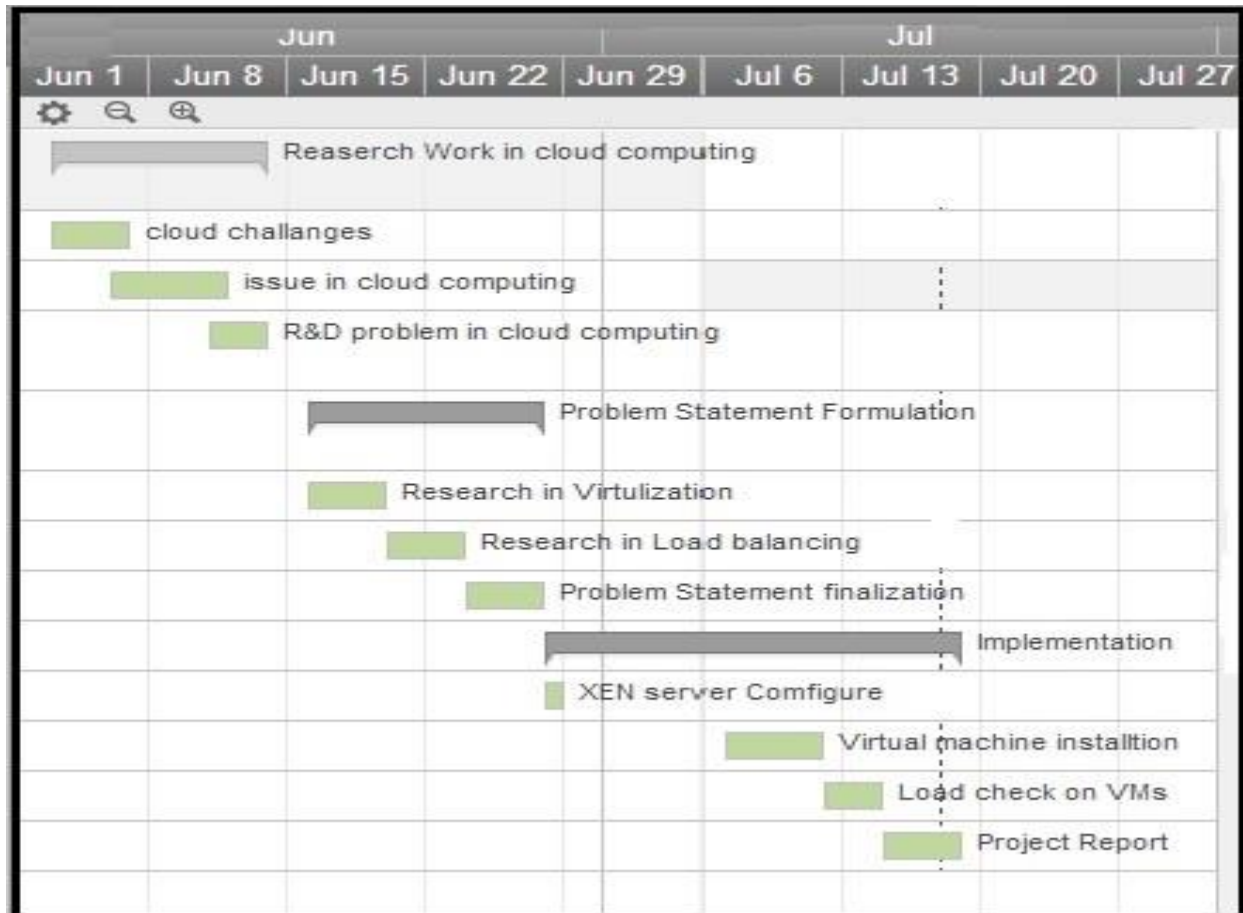 Jun Jul
Jun 1 Jun 8 Jun 15 Jun 22 Jun 29 Jul 6 Jul 13 Jul 20 Jul 27
Reaserch Work in cloud computing
cloud challanges
issue in cloud computing
R&D problem in cloud computing
Problem Statement Formulation
Research in Virtulization
Research in Load balancing
Problem Statement finalization
Implementation
XEN server Comfigure
Virtual machine installtion
Load check on VMs
Project Report